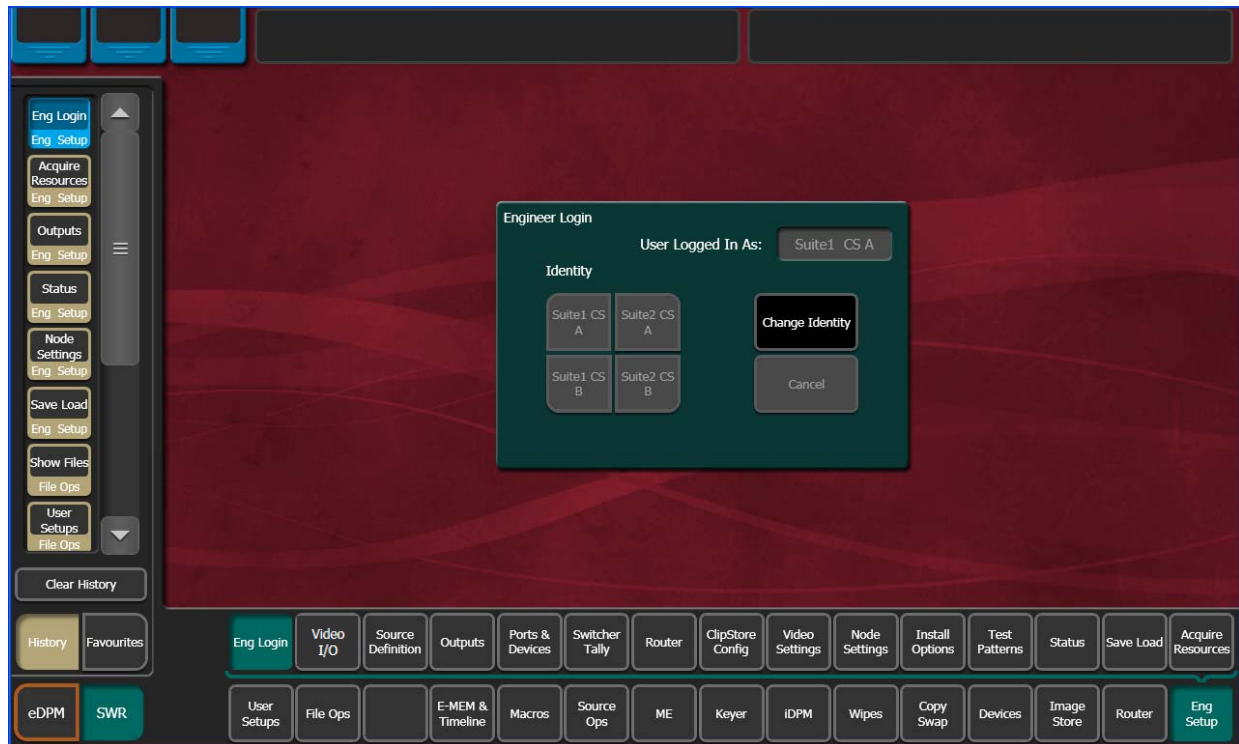 Eng Login
Eng Setup
Acquire
Resources
Eng Setup
Outputs
Eng Setup
Status
Eng Setup
Node
Settings
Eng Setup
Save Load
Eng Setup
Show Files
File Ops
User
Setups
File Ops
Clear History
History
Favourites
eDPM
SWR
Engineer Login
User Logged In As:
Suite1 CS A
Identity
Suite1 CS
A
Suite2 CS
A
Change Identity
Suite1 CS
B
Suite2 CS
B
Cancel
Eng Login
Video
I/O
Source
Definition
Outputs
Ports &
Devices
Switcher
Tally
Router
ClipStore
Config
Video
Settings
Node
Settings
Install
Options
Test
Patterns
Status
Save Load
Acquire
Resources
User
Setups
File Ops
E-MEM &
Timeline
Macros
Source
Ops
ME
Keyer
iDPM
Wipes
Copy
Swap
Devices
Image
Store
Router
Eng
Setup